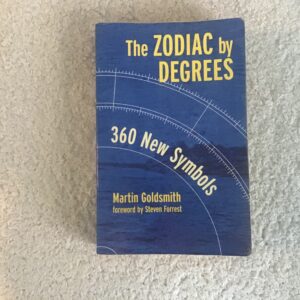 The ZODIAC by
DEGREES
360 New Symbols
Martin Goldsmith
foreword by Steven Forrest